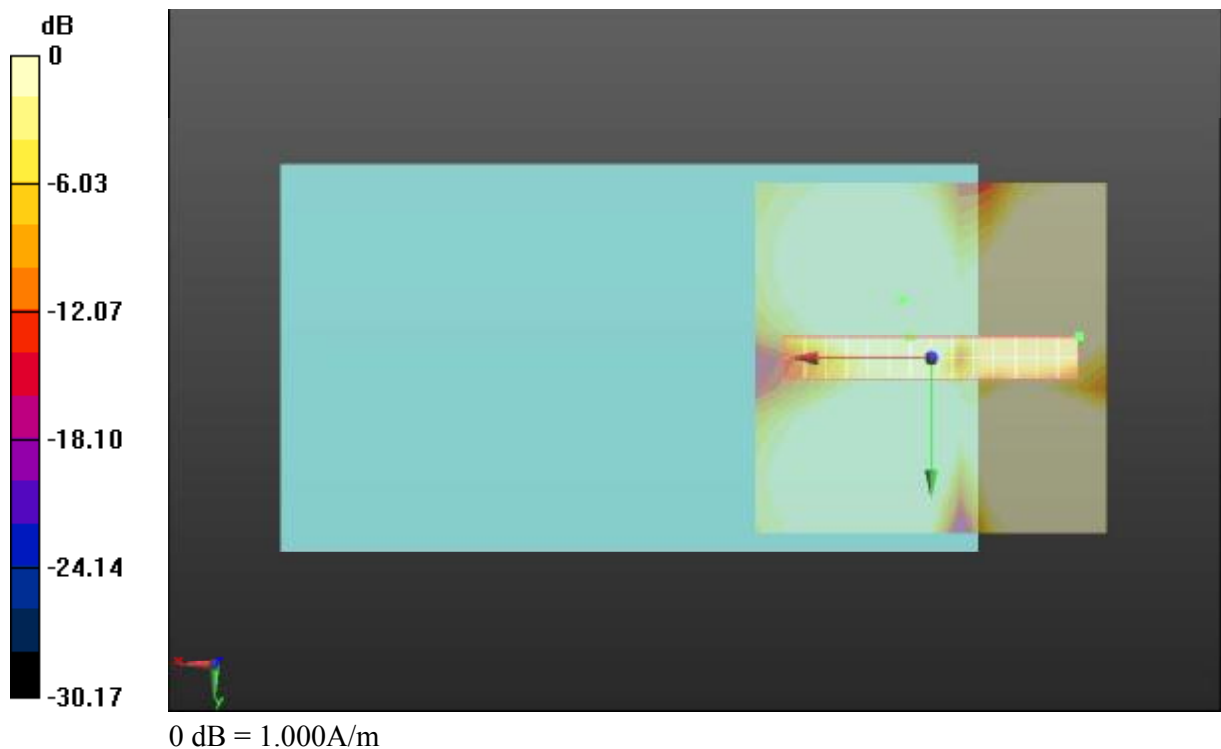 dB
0
-6.03
-12.07
-18.10
-24.14
-30.17
x
y
0 dB = 1.000A/m